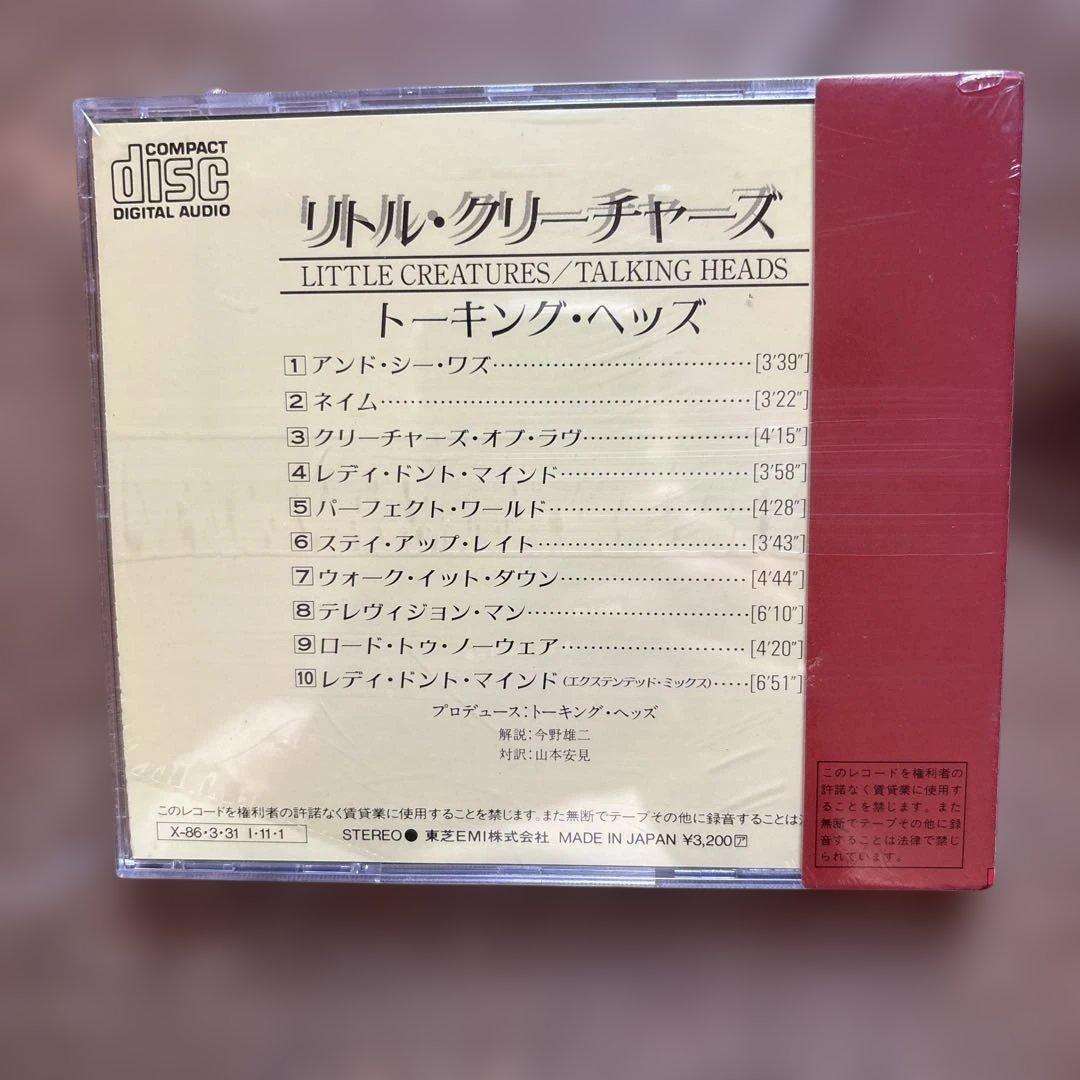 COMPACT
disc
DIGITAL AUDIO
リトル・クリーチャーズ
LITTLE CREATURES/TALKING HEADS
トーキング・ヘッズ
1 アンド・シー・ワズ…………………………[3′39″]
2 ネイム…………………………………………[3′22″]
3 クリーチャーズ・オブ・ラヴ…………………[4′15″]
4 レディ・ドント・マインド……………………[3′58″]
5 パーフェクト・ワールド………………………[4′28″]
6 ステイ・アップ・レイト………………………[3′43″]
7 ウォーク・イット・ダウン……………………[4′44″]
8 テレヴィジョン・マン…………………………[6′10″]
9 ロード・トゥ・ノーウェア……………………[4′20″]
10 レディ・ドント・マインド(エクステンデッド・ミックス)……[6′51″]
プロデュース:トーキング・ヘッズ
解説:今野雄二
対訳:山本安見
このレコードを権利者の許諾なく賃貸業に使用することを禁じます。また無断でテープその他に録音することは
X-86・3・31 I・11・1 STEREO● 東芝EMI株式会社 MADE IN JAPAN ¥3,200ア
このレコードを権利者の
許諾なく賃貸業に使用す
ることを禁じます。また
無断でテープその他に録
音することは法律で禁じ
られています。